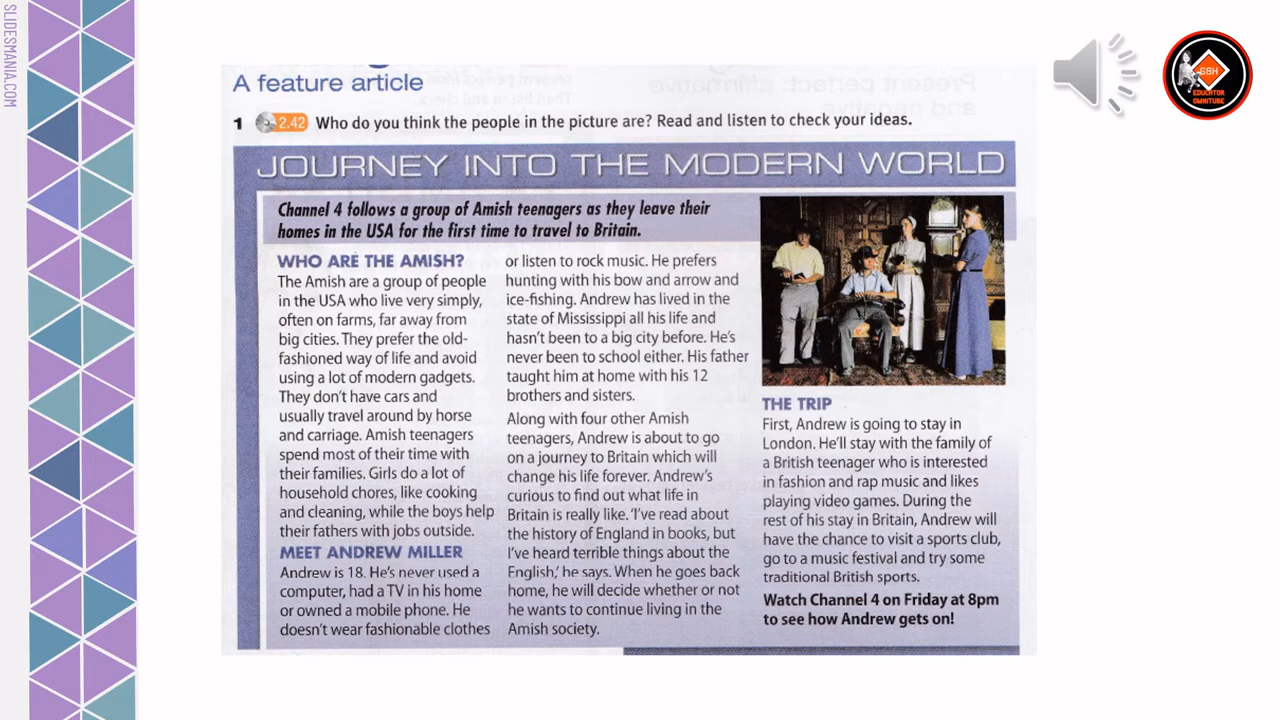 SLIDESMANIA.COM
A feature article
1 2.42 Who do you think the people in the picture are? Read and listen to check your ideas.
JOURNEY INTO THE MODERN WORLD
Channel 4 follows a group of Amish teenagers as they leave their
homes in the USA for the first time to travel to Britain.
WHO ARE THE AMISH?
The Amish are a group of people
in the USA who live very simply,
often on farms, far away from
big cities. They prefer the old-
fashioned way of life and avoid
using a lot of modern gadgets.
They don't have cars and
usually travel around by horse
and carriage. Amish teenagers
spend most of their time with
their families. Girls do a lot of
household chores, like cooking
and cleaning, while the boys help
their fathers with jobs outside.
MEET ANDREW MILLER
Andrew is 18. He's never used a
computer, had a TV in his home
or owned a mobile phone. He
doesn't wear fashionable clothes
or listen to rock music. He prefers
hunting with his bow and arrow and
ice-fishing. Andrew has lived in the
state of Mississippi all his life and
hasn't been to a big city before. He's
never been to school either. His father
taught him at home with his 12
brothers and sisters.
Along with four other Amish
teenagers, Andrew is about to go
on a journey to Britain which will
change his life forever. Andrew's
curious to find out what life in
Britain is really like. 'I've read about
the history of England in books, but
I've heard terrible things about the
English,' he says. When he goes back
home, he will decide whether or not
he wants to continue living in the
Amish society.
THE TRIP
First, Andrew is going to stay in
London. He'll stay with the family of
a British teenager who is interested
in fashion and rap music and likes
playing video games. During the
rest of his stay in Britain, Andrew will
have the chance to visit a sports club,
go to a music festival and try some
traditional British sports.
Watch Channel 4 on Friday at 8pm
to see how Andrew gets on!
BBH
EDUCATOR
OWNITUBE